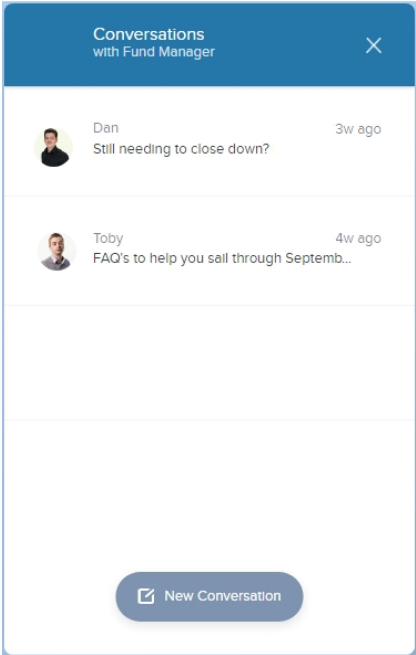 Conversations
with Fund Manager
Dan
3w ago
Still needing to close down?
Toby
4w ago
FAQ's to help you sail through Septemb...
New Conversation